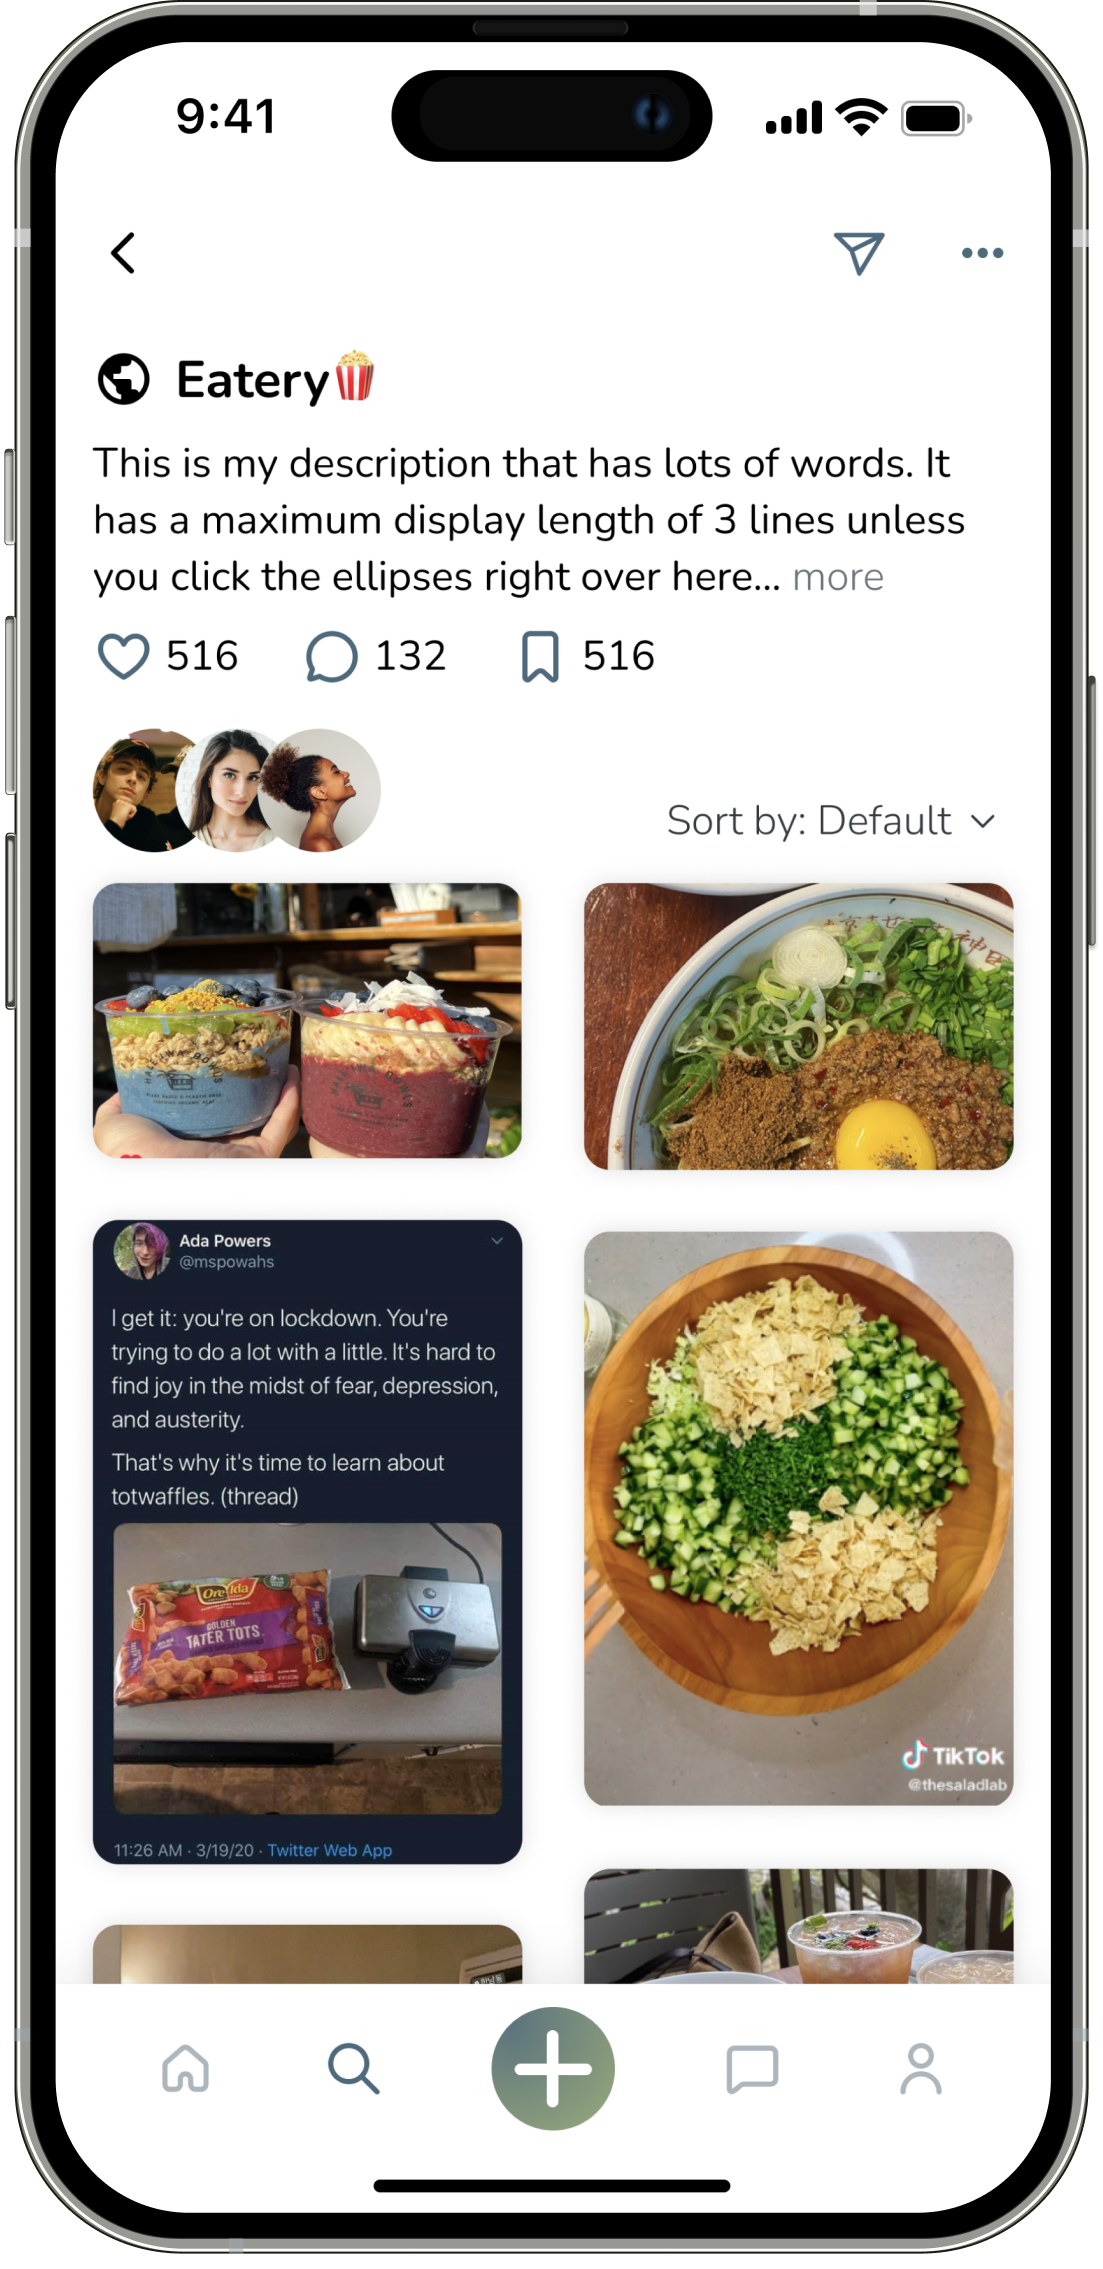 9:41
Eatery🍿
This is my description that has lots of words. It
has a maximum display length of 3 lines unless
you click the ellipses right over here... more
516 132 516
Sort by: Default
HALEHWA BOWLS
Ada Powers
@mspowahs
I get it: you're on lockdown. You're
trying to do a lot with a little. It's hard to
find joy in the midst of fear, depression,
and austerity.
That's why it's time to learn about
totwaffles. (thread)
Ore Ida
GOLDEN
TATER TOTS
11:26 AM · 3/19/20 · Twitter Web App
TikTok
@thesaladlab